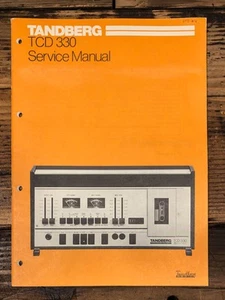 TANDBERG
TCD 330
Service Manual
TANDBERG